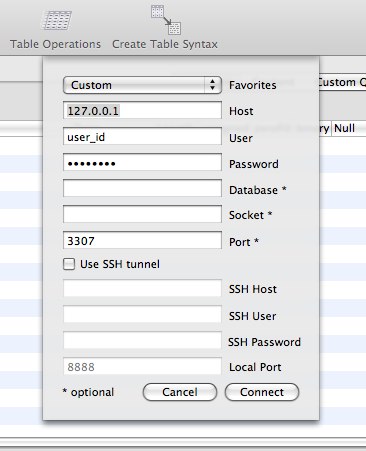 Table Operations Create Table Syntax
Custom Favorites Custom Q
127.0.0.1 Host
user_id User Null
•••••••• Password
Database *
Socket *
3307 Port *
Use SSH tunnel
SSH Host
SSH User
SSH Password
8888 Local Port
* optional Cancel Connect